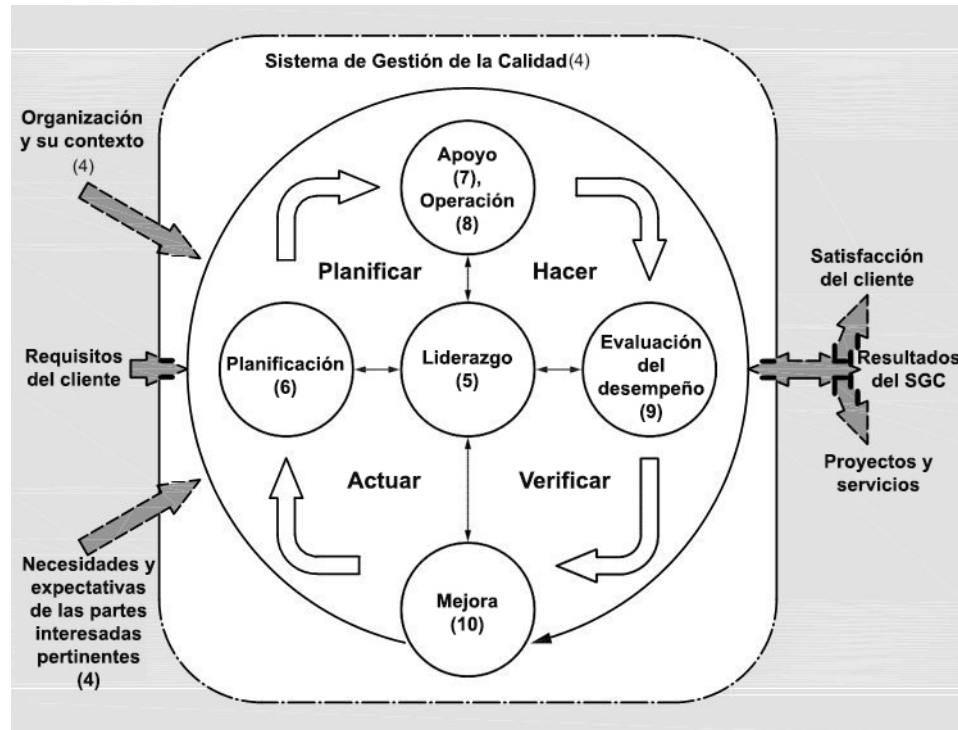 Sistema de Gestión de la Calidad(4)
Organización
y su contexto
(4)
Apoyo
(7),
Operación
(8)
Planificar
Hacer
Satisfacción
del cliente
Requisitos
del cliente
Planificación
(6)
Liderazgo
(5)
Evaluación
del
desempeño
(9)
Resultados
del SGC
Actuar
Verificar
Proyectos y
servicios
Necesidades y
expectativas
de las partes
interesadas
pertinentes
(4)
Mejora
(10)